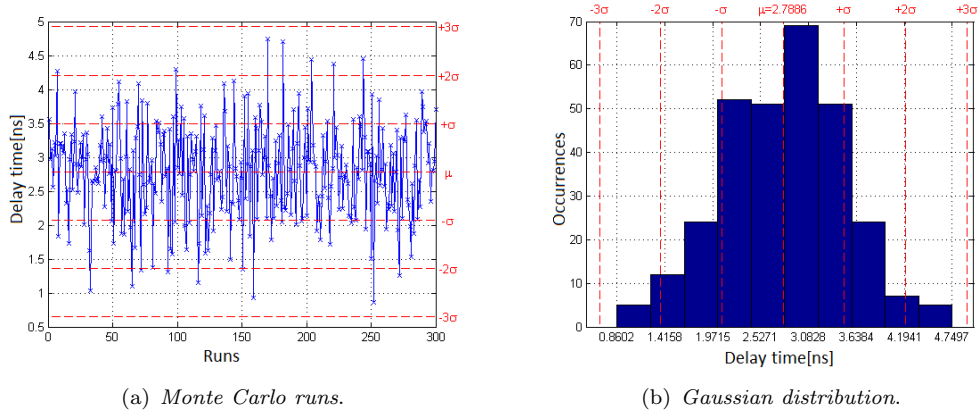 5
4.5
4
3.5
3
2.5
2
1.5
1
0.5
0
50
100
150
200
250
300
+3σ
+2σ
+σ
μ
-σ
-2σ
-3σ
Delay time[ns]
Runs
(a) Monte Carlo runs.
-3σ -2σ -σ μ=2.7886 +σ +2σ +3σ
70
60
50
40
30
20
10
0
0.8602 1.4158 1.9715 2.5271 3.0828 3.6384 4.1941 4.7497
Occurrences
Delay time[ns]
(b) Gaussian distribution.